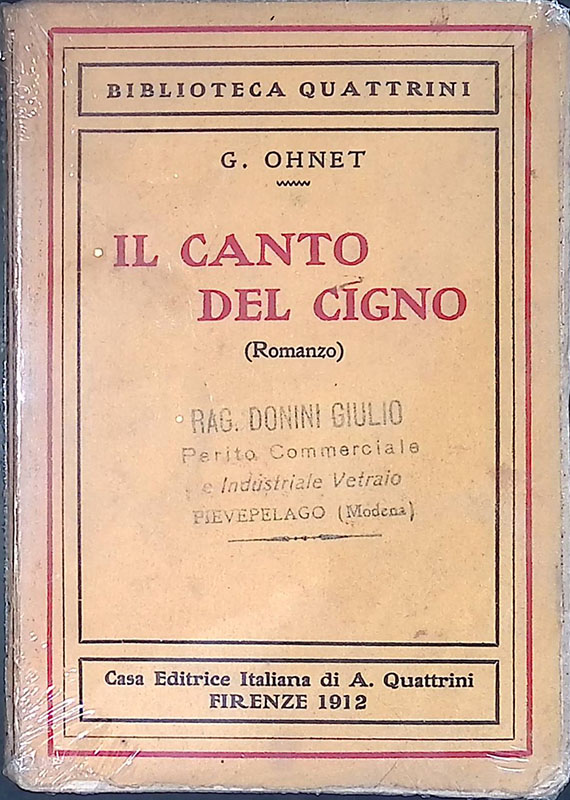 BIBLIOTECA QUATTRINI
G. OHNET
IL CANTO
DEL CIGNO
(Romanzo)
RAG. DONINI GIULIO
Perito Commerciale
e Industriale Vetraio
PIEVEPELAGO (Modena)
Casa Editrice Italiana di A. Quattrini
FIRENZE 1912